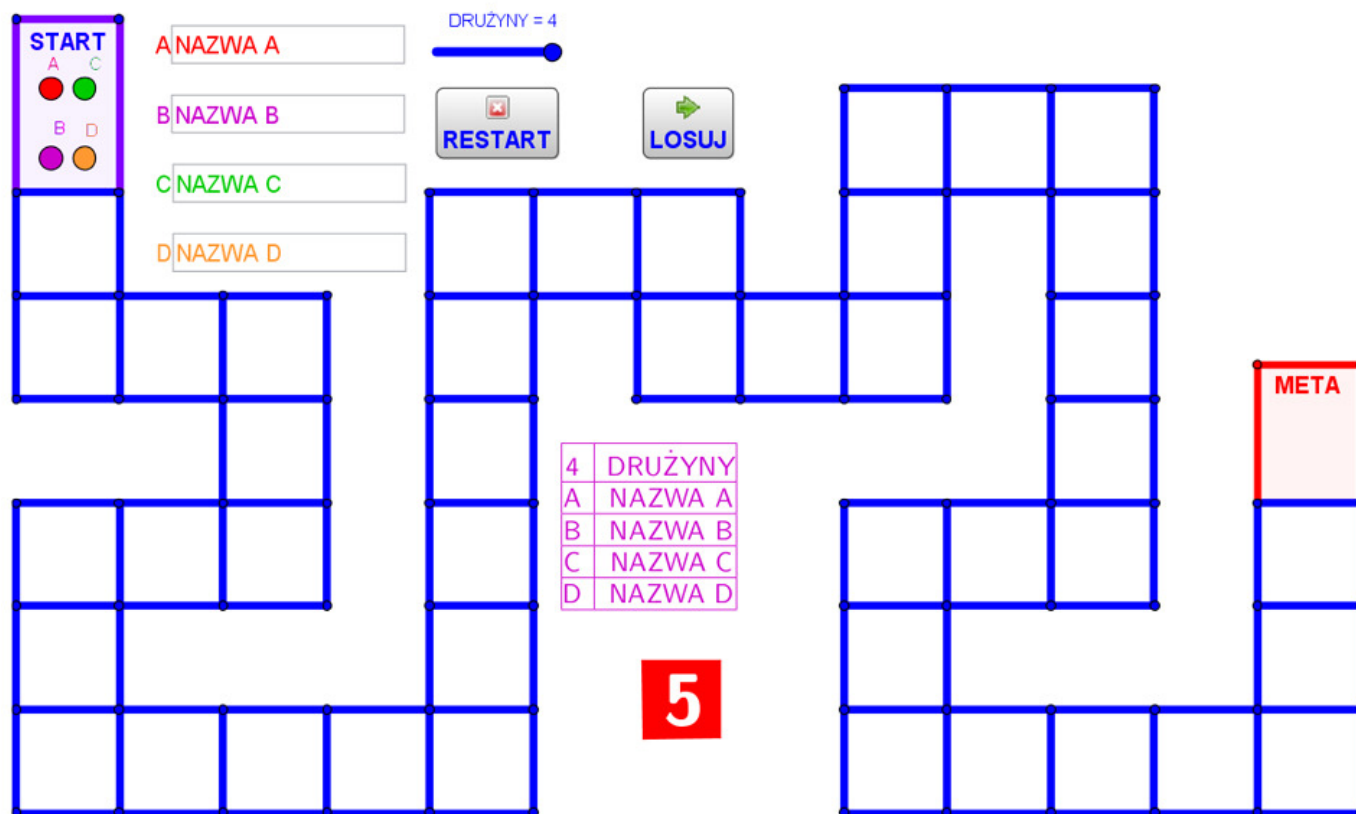 START
A C
B D
A NAZWA A
B NAZWA B
C NAZWA C
D NAZWA D
DRUŻYNY = 4
RESTART
LOSUJ
META
4 DRUŻYNY
A NAZWA A
B NAZWA B
C NAZWA C
D NAZWA D
5